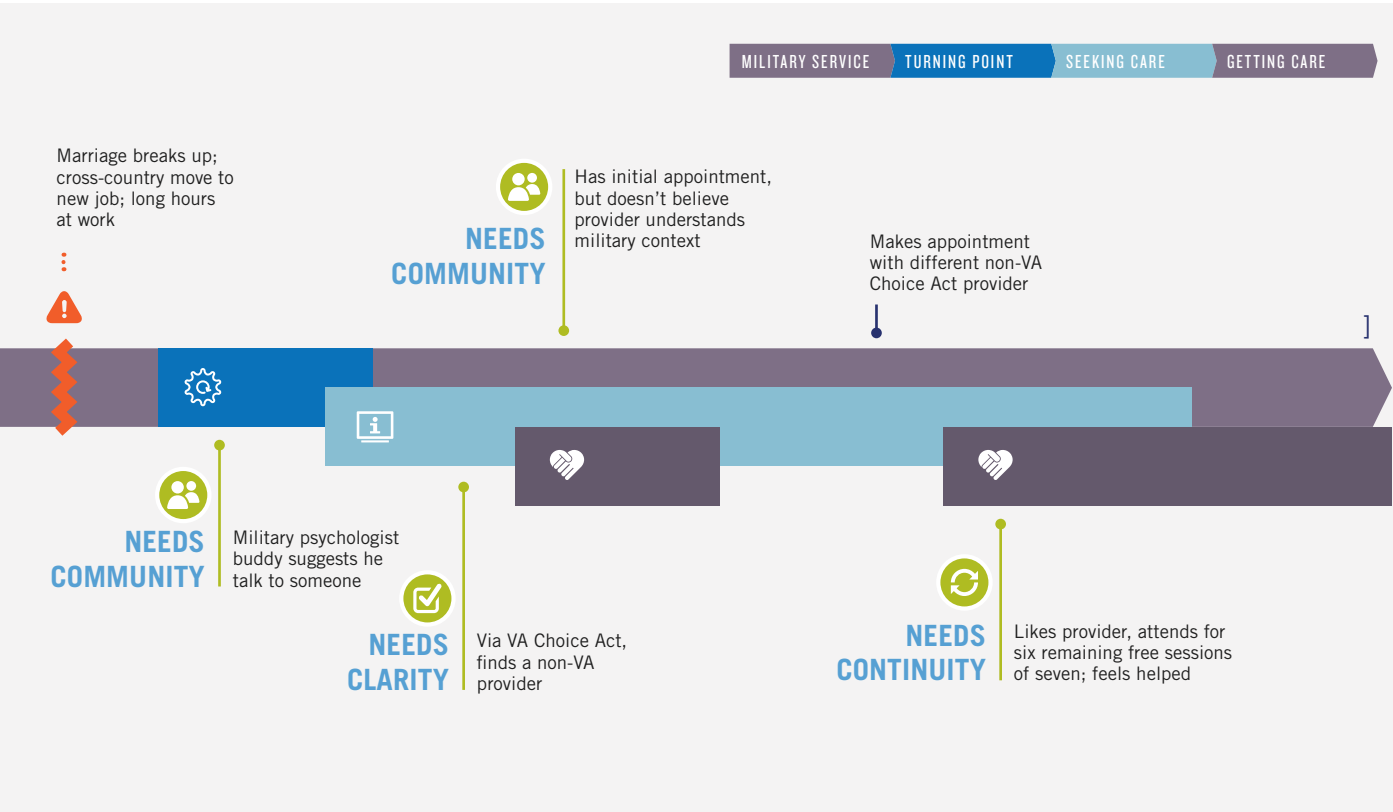 MILITARY SERVICE
TURNING POINT
SEEKING CARE
GETTING CARE
Marriage breaks up;
cross-country move to
new job; long hours
at work
NEEDS
COMMUNITY
Has initial appointment,
but doesn’t believe
provider understands
military context
Makes appointment
with different non-VA
Choice Act provider
]
NEEDS
COMMUNITY
Military psychologist
buddy suggests he
talk to someone
NEEDS
CLARITY
Via VA Choice Act,
finds a non-VA
provider
NEEDS
CONTINUITY
Likes provider, attends for
six remaining free sessions
of seven; feels helped